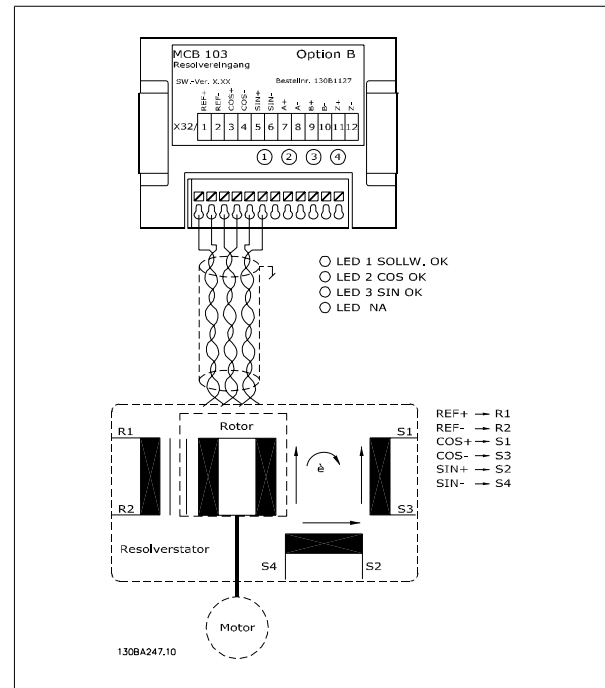 MCB 103 Option B
Resolvereingang
SW.-Ver. X.XX Bestellnr. 130B1127
REF+ REF- COS+ COS- SIN+ SIN- A+ A- B+ B- Z+ Z-
X32/ 1 2 3 4 5 6 7 8 9 10 11 12
1 2 3 4
LED 1 SOLLW. OK
LED 2 COS OK
LED 3 SIN OK
LED NA
REF+ → R1
REF- → R2
COS+ → S1
COS- → S3
SIN+ → S2
SIN- → S4
Rotor
R1 S1
è
R2 S3
Resolverstator
S4 S2
Motor
130BA247.10